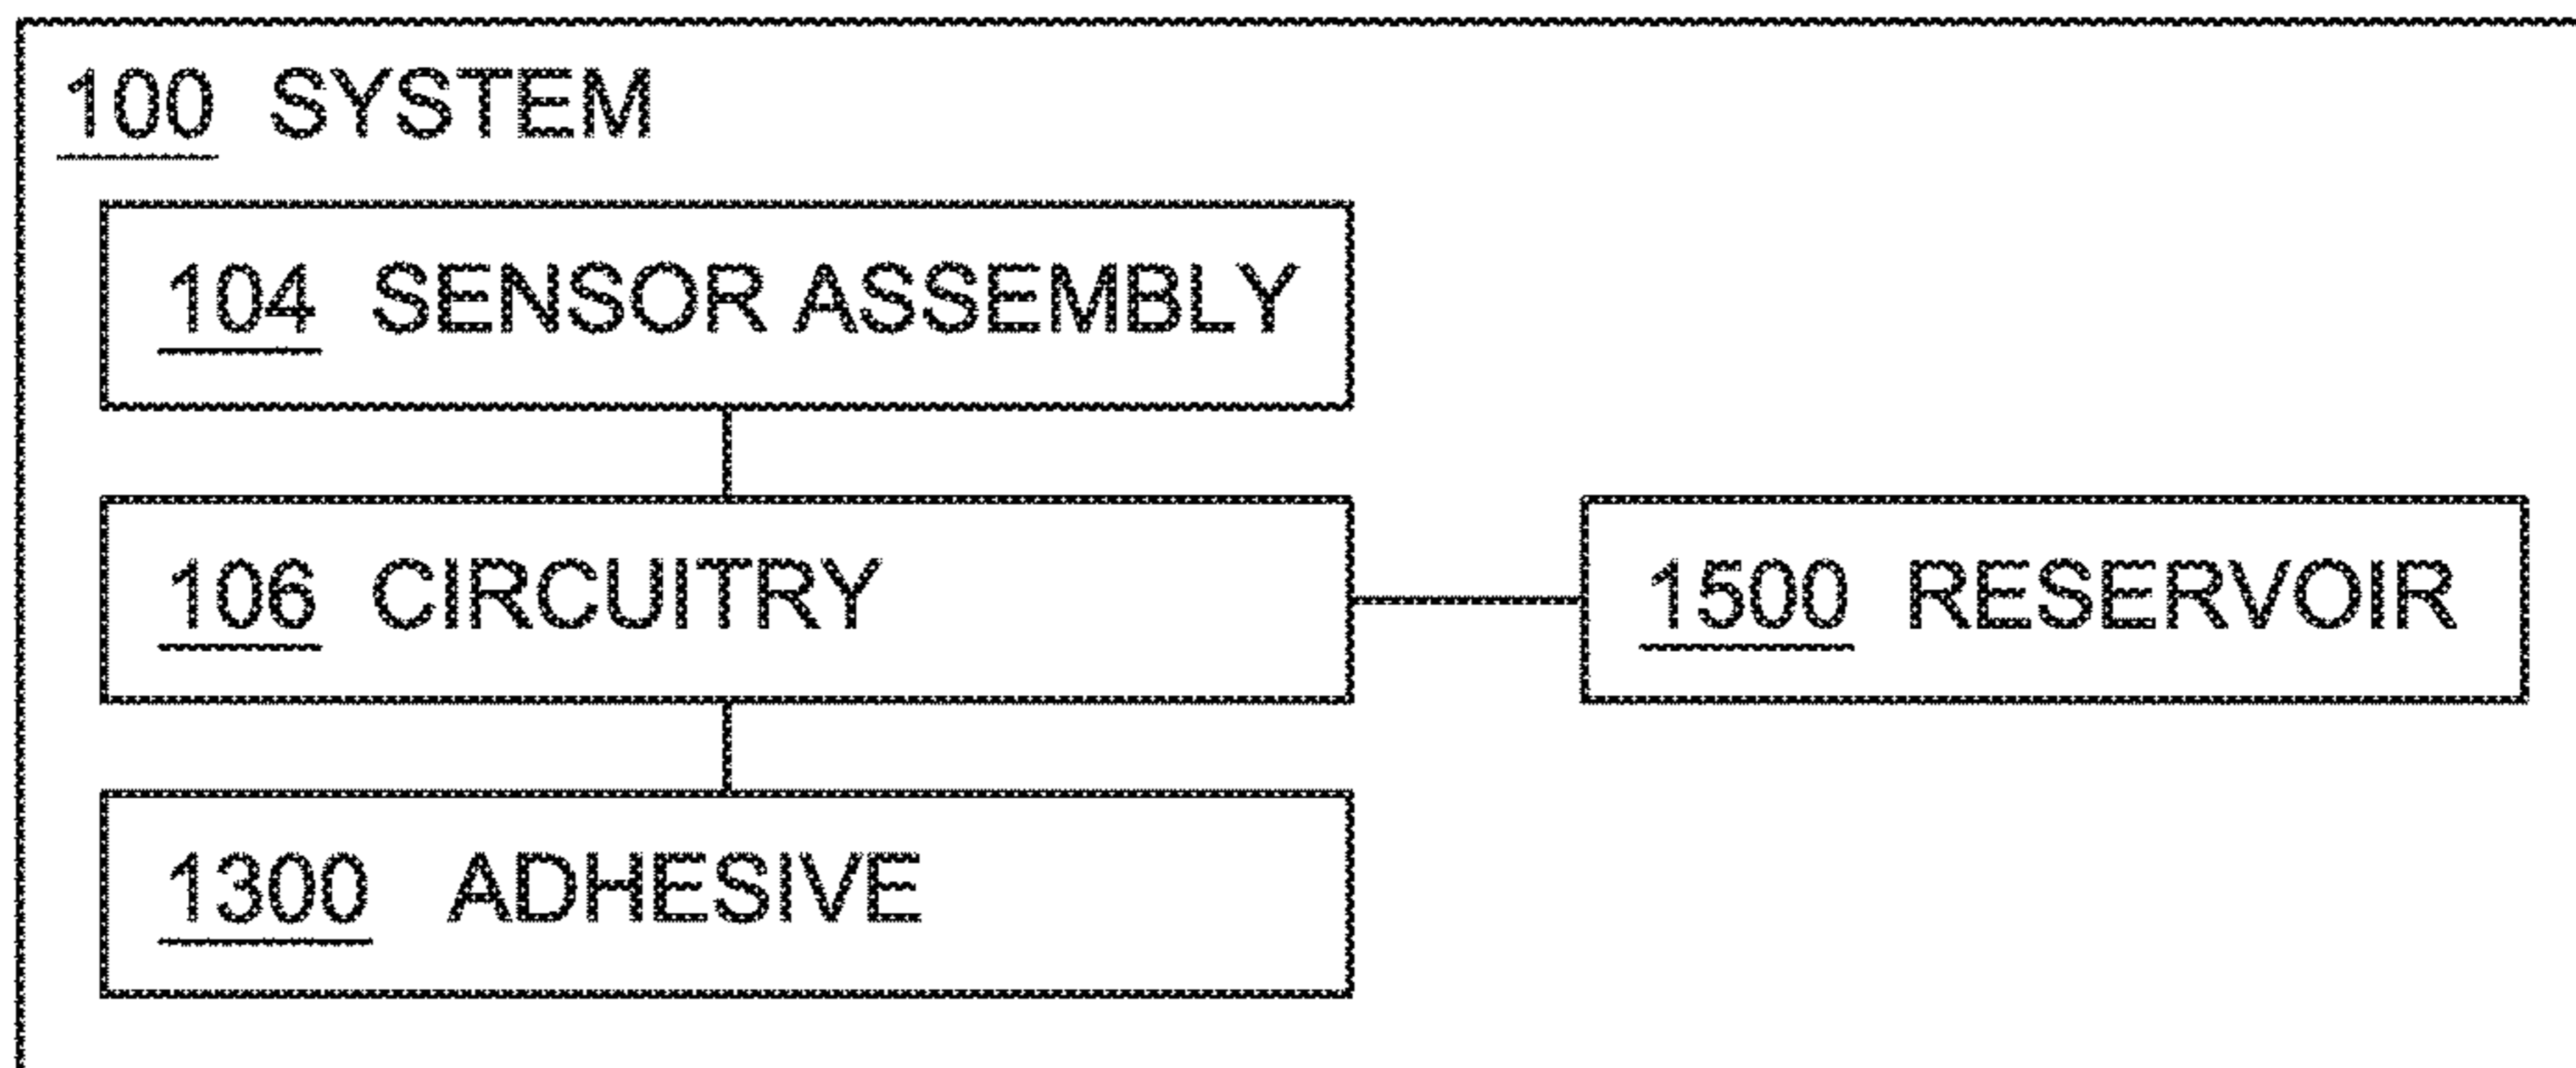 100 SYSTEM
104 SENSOR ASSEMBLY
106 CIRCUITRY
1500 RESERVOIR
1300 ADHESIVE